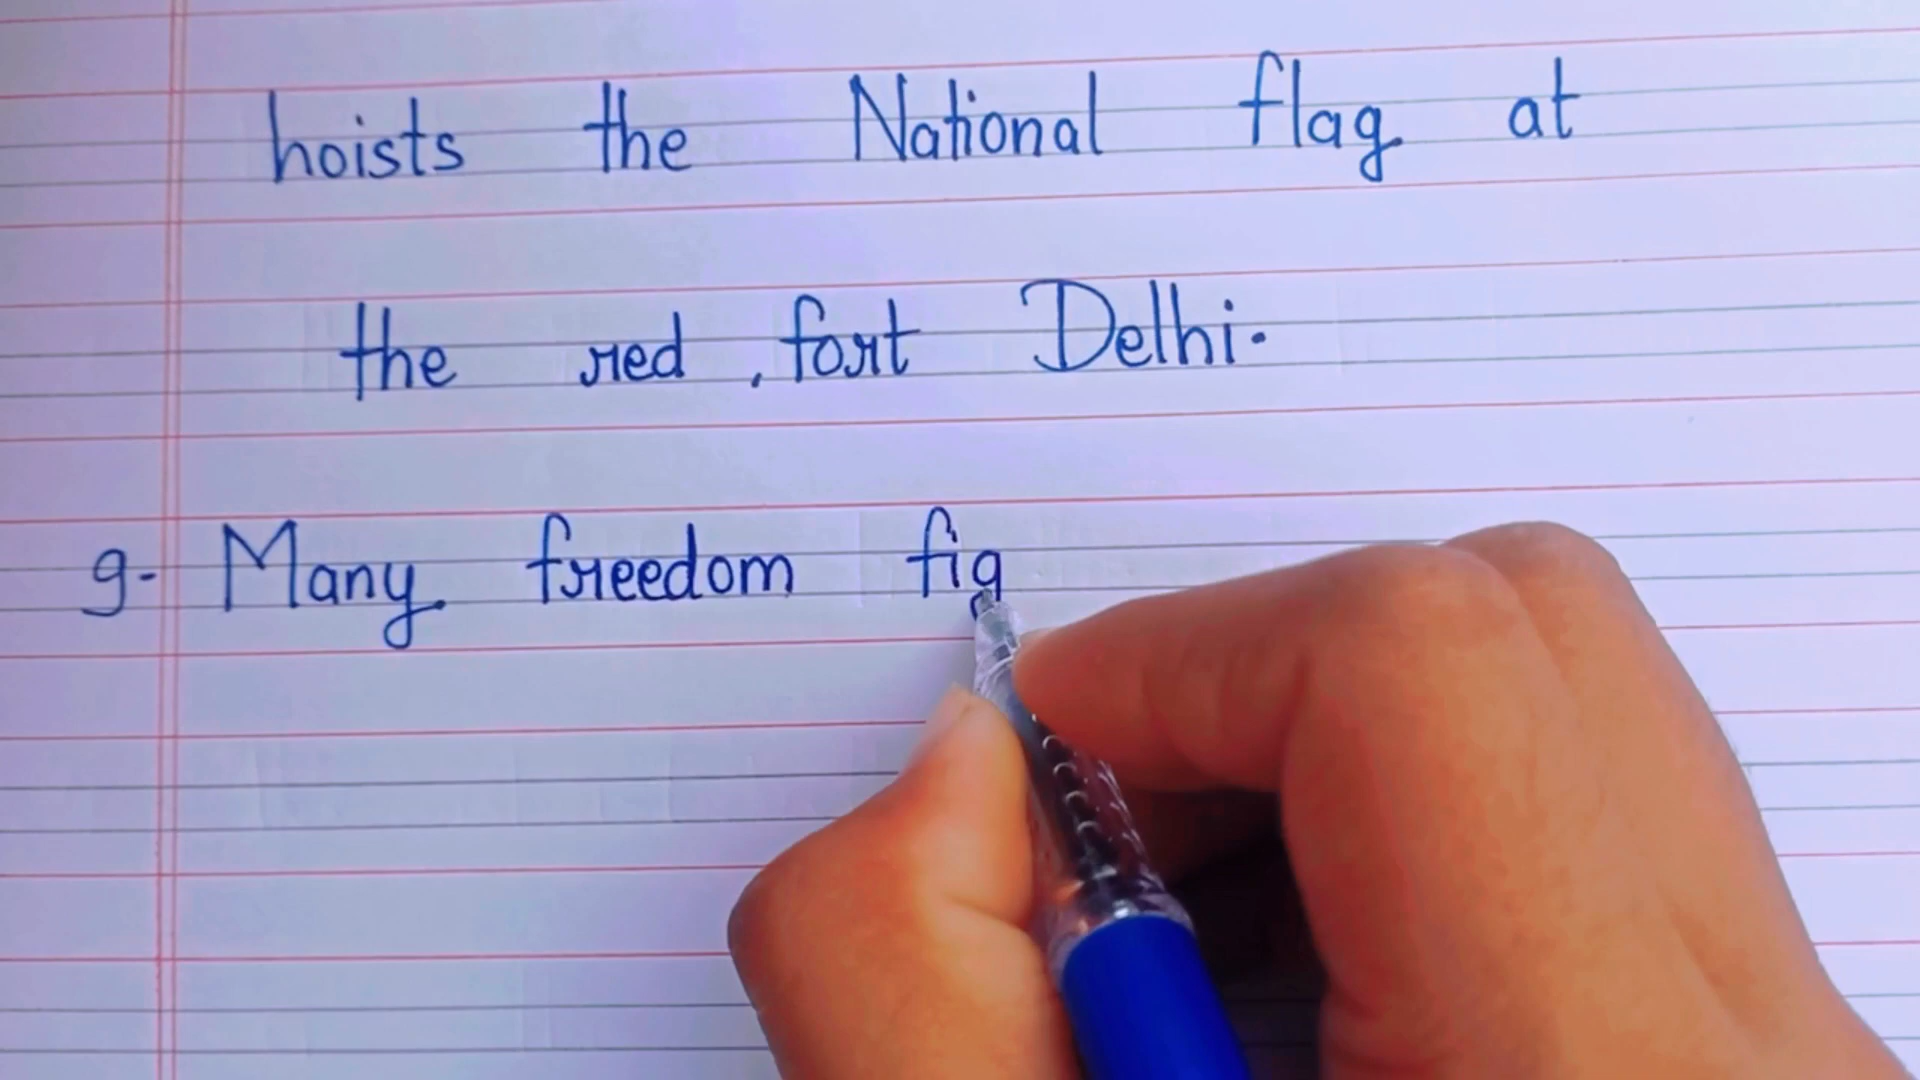 hoists the National flag at
the red , fort Delhi.
9- Many freedom fig